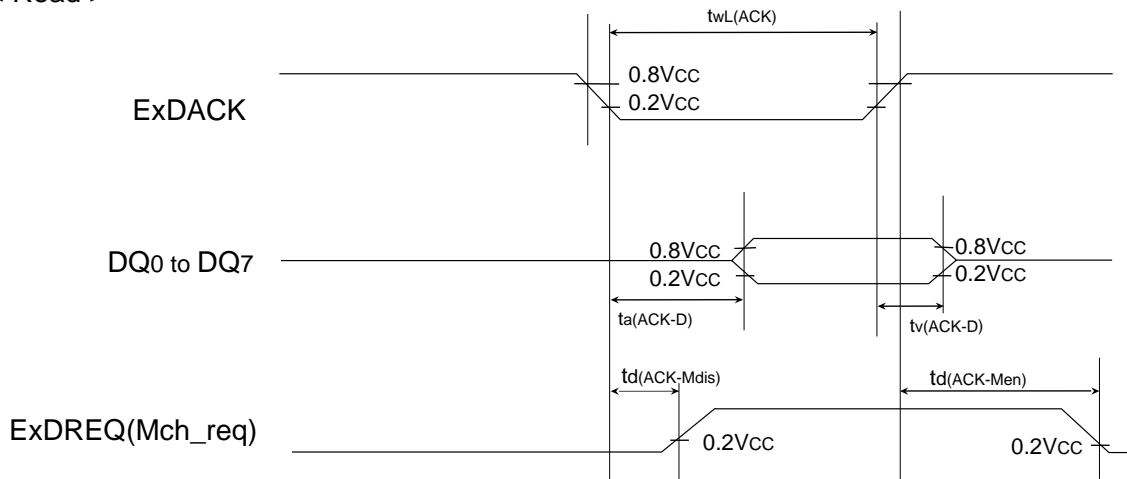 < Read >
twL(ACK)
0.8VCC
ExDACK
0.2VCC
DQ0 to DQ7
0.8VCC
0.8VCC
0.2VCC
0.2VCC
ta(ACK-D)
tv(ACK-D)
td(ACK-Mdis)
td(ACK-Men)
ExDREQ(Mch_req)
0.2VCC
0.2VCC